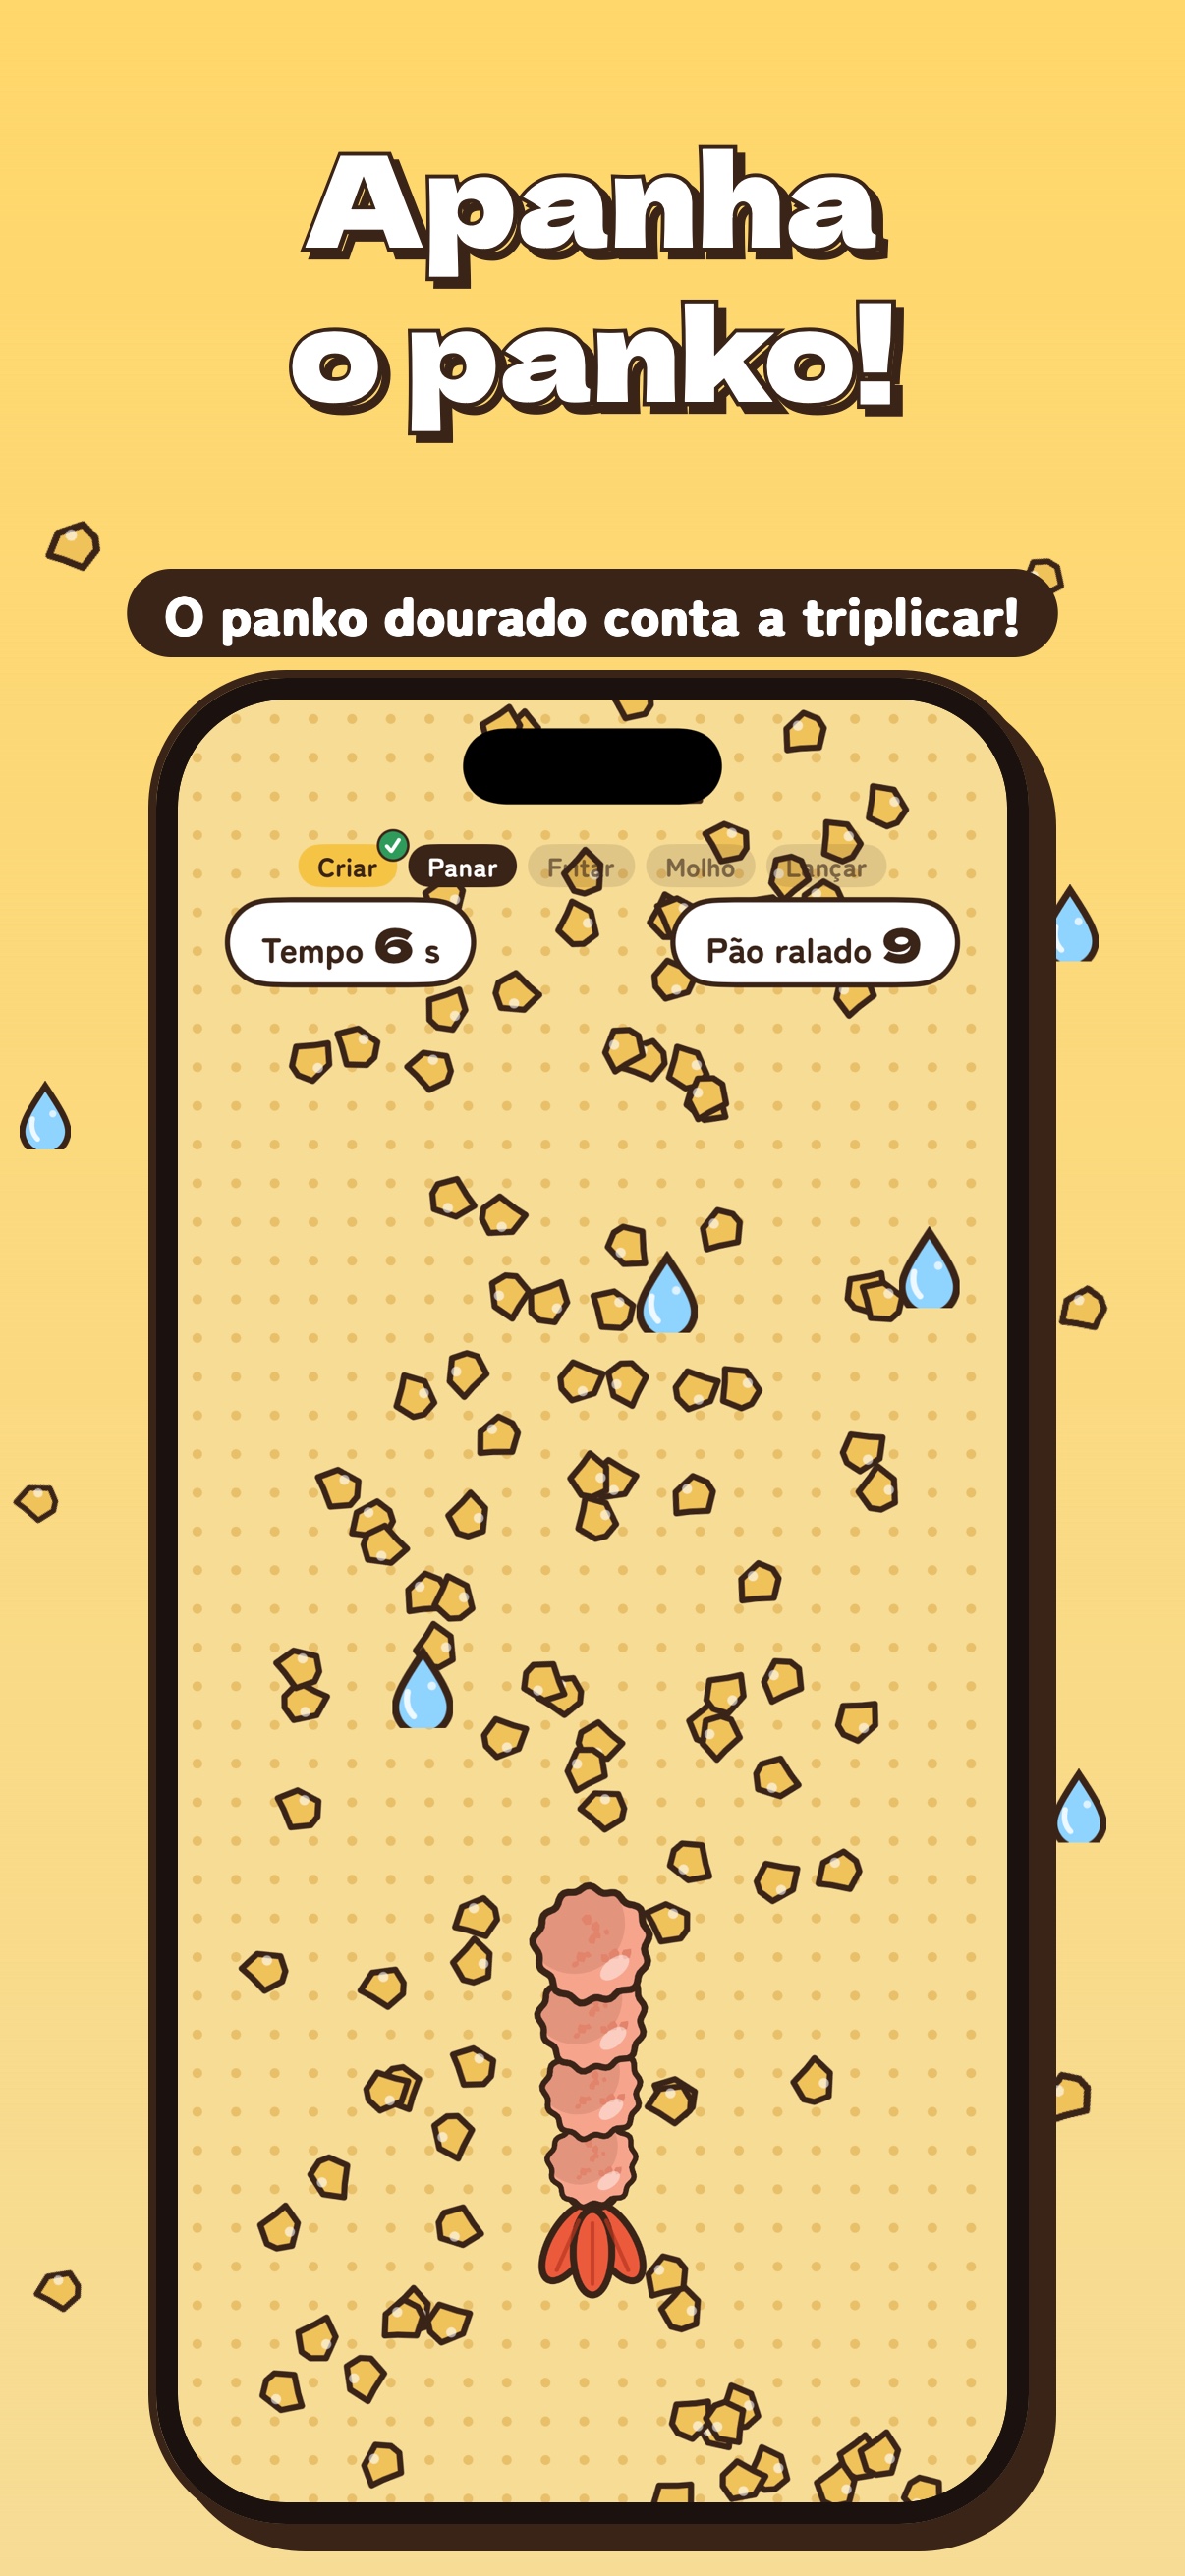 Apanha
o panko!
O panko dourado conta a triplicar!
Criar Panar Fritar Molho Lançar
Tempo 6 s Pão ralado 9